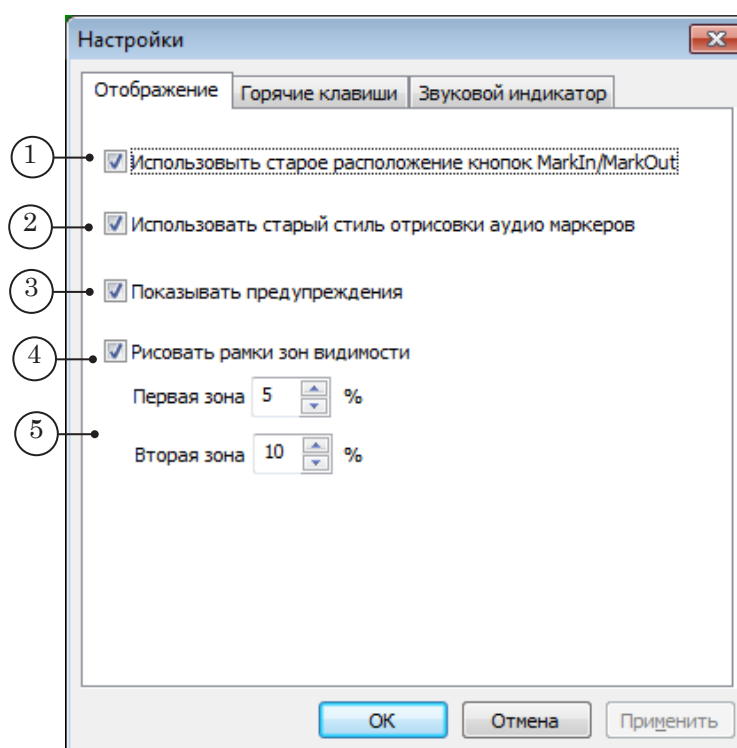 Настройки
Отображение Горячие клавиши Звуковой индикатор
1 Использовыть старое расположение кнопок MarkIn/MarkOut
2 Использовать старый стиль отрисовки аудио маркеров
3 Показывать предупреждения
4 Рисовать рамки зон видимости
Первая зона 5 %
5
Вторая зона 10 %
OK Отмена Применить